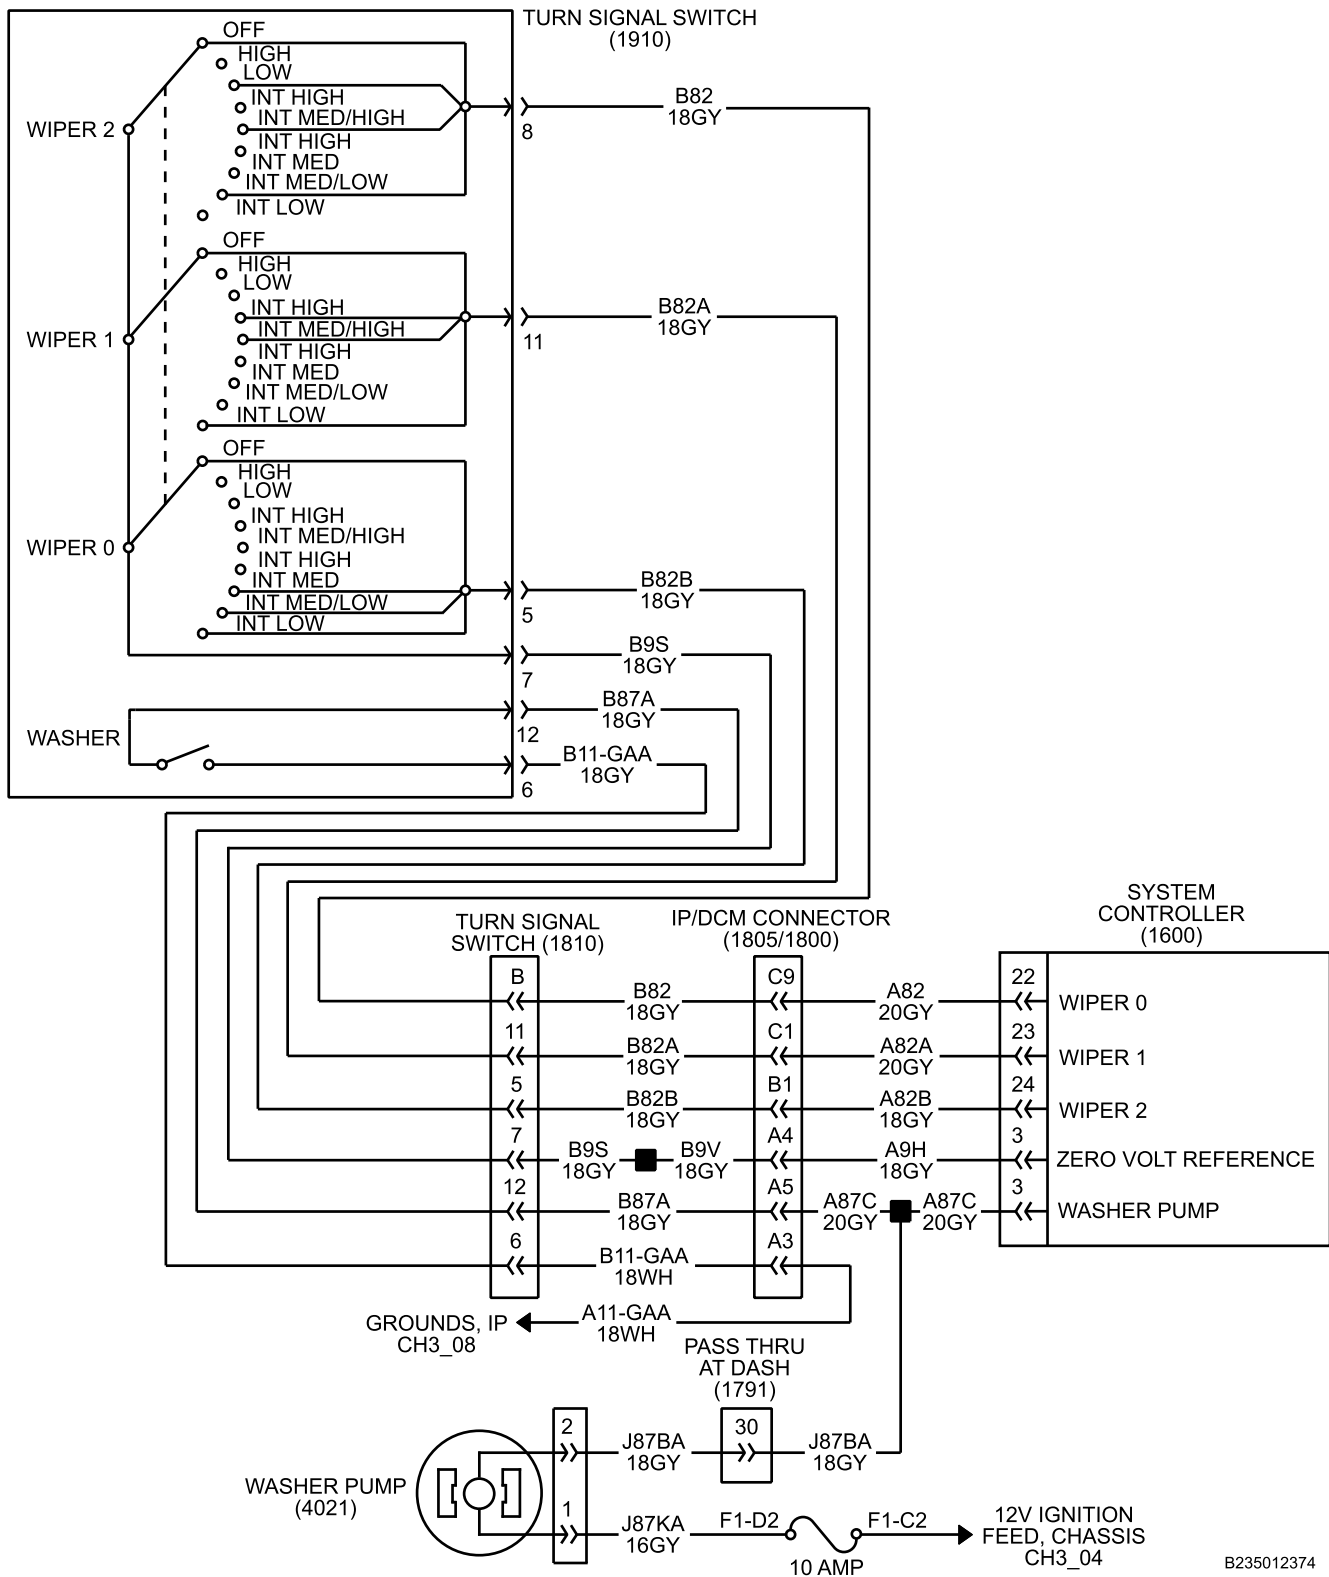 TURN SIGNAL SWITCH
(1910)
OFF
HIGH
LOW
INT HIGH
INT MED/HIGH
INT HIGH
INT MED
INT MED/LOW
INT LOW
WIPER 2
8
B82
18GY
OFF
HIGH
LOW
INT HIGH
INT MED/HIGH
INT HIGH
INT MED
INT MED/LOW
INT LOW
WIPER 1
11
B82A
18GY
OFF
HIGH
LOW
INT HIGH
INT MED/HIGH
INT HIGH
INT MED
INT MED/LOW
INT LOW
WIPER 0
5
B82B
18GY
7
B9S
18GY
WASHER
12
B87A
18GY
6
B11-GAA
18GY
TURN SIGNAL
SWITCH (1810)
IP/DCM CONNECTOR
(1805/1800)
SYSTEM
CONTROLLER
(1600)
B
B82
18GY
C9
A82
20GY
22
WIPER 0
11
B82A
18GY
C1
A82A
20GY
23
WIPER 1
5
B82B
18GY
B1
A82B
18GY
24
WIPER 2
7
B9S
18GY
B9V
18GY
A4
A9H
18GY
3
ZERO VOLT REFERENCE
12
B87A
18GY
A5
A87C
20GY
A87C
20GY
3
WASHER PUMP
6
B11-GAA
18WH
A3
GROUNDS, IP
CH3_08
A11-GAA
18WH
PASS THRU
AT DASH
(1791)
WASHER PUMP
(4021)
2
J87BA
18GY
30
J87BA
18GY
1
J87KA
16GY
F1-D2
10 AMP
F1-C2
12V IGNITION
FEED, CHASSIS
CH3_04
B235012374